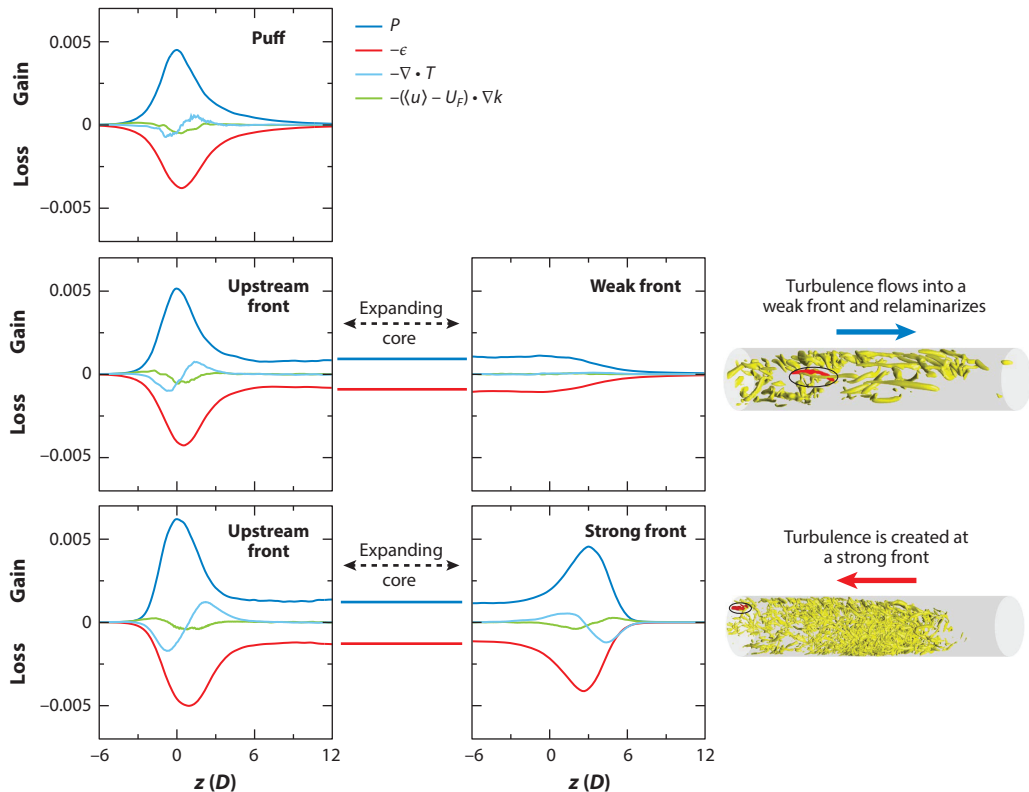 Puff
P
−ϵ
−∇ • T
−(⟨u⟩ − U_F) • ∇k
Gain
Loss
0.005
0
−0.005
Upstream
front
Expanding
core
Weak front
Turbulence flows into a
weak front and relaminarizes
Gain
Loss
0.005
0
−0.005
Upstream
front
Expanding
core
Strong front
Turbulence is created at
a strong front
Gain
Loss
0.005
0
−0.005
−6 0 6 12
−6 0 6 12
z (D)
z (D)